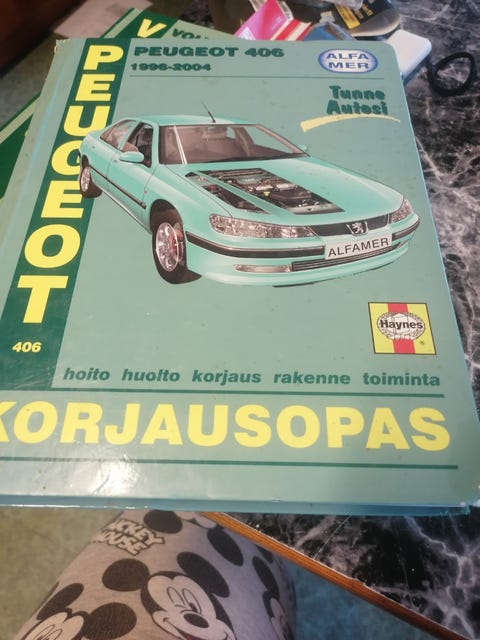 PEUGEOT 406
1996-2004
ALFA
MER
Tunne
Autosi
PEUGEOT
406
ALFAMER
Haynes
hoito huolto korjaus rakenne toiminta
KORJAUSOPAS
MICKEY
MOUSE